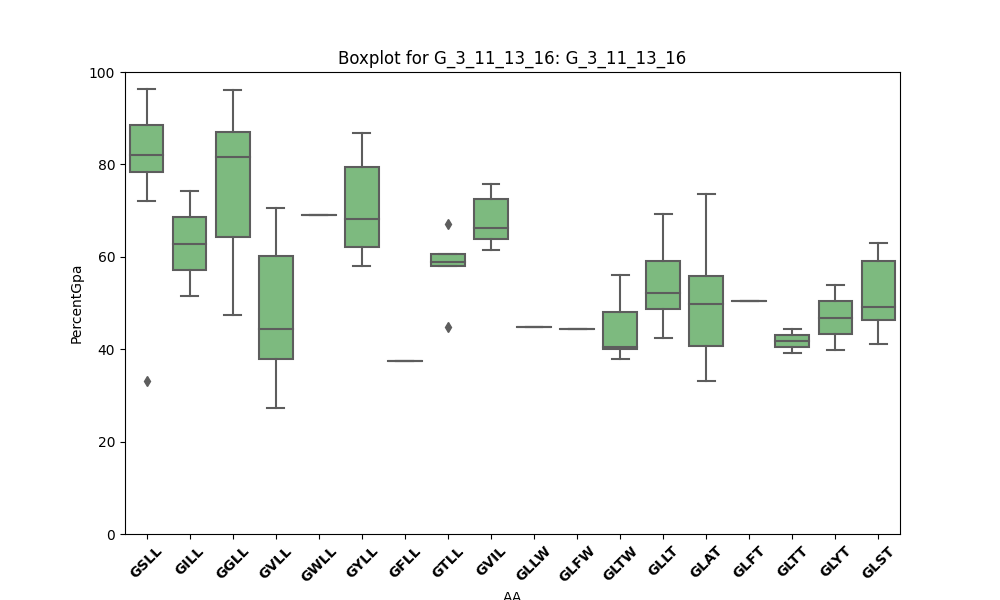 Boxplot for G_3_11_13_16: G_3_11_13_16
PercentGpa
100
80
60
40
20
0
GSLL
GILL
GGLL
GVLL
GWLL
GYLL
GFLL
GTLL
GVIL
GLLW
GLFW
GLTW
GLLT
GLAT
GLFT
GLTT
GLYT
GLST
AA